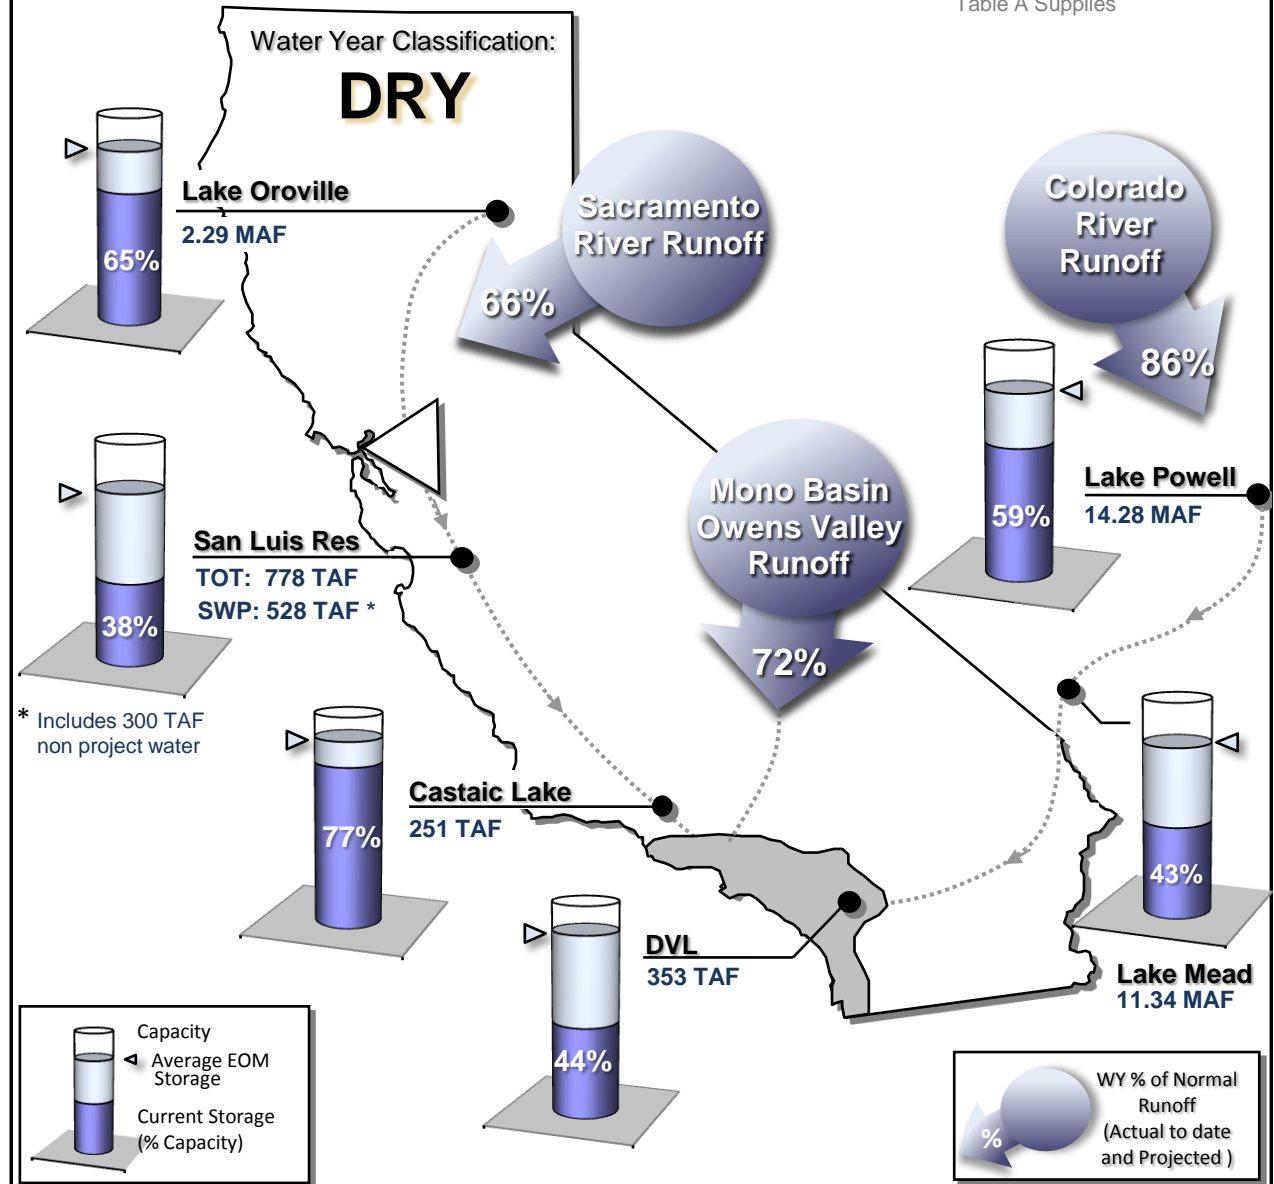 Table A Supplies
Water Year Classification:
DRY
Lake Oroville
2.29 MAF
65%
Sacramento
River Runoff
66%
Colorado
River
Runoff
86%
38%
San Luis Res
TOT: 778 TAF
SWP: 528 TAF *
* Includes 300 TAF
non project water
Mono Basin
Owens Valley
Runoff
72%
59%
Lake Powell
14.28 MAF
77%
Castaic Lake
251 TAF
44%
DVL
353 TAF
43%
Lake Mead
11.34 MAF
Capacity
Average EOM
Storage
Current Storage
(% Capacity)
%
WY % of Normal
Runoff
(Actual to date
and Projected )